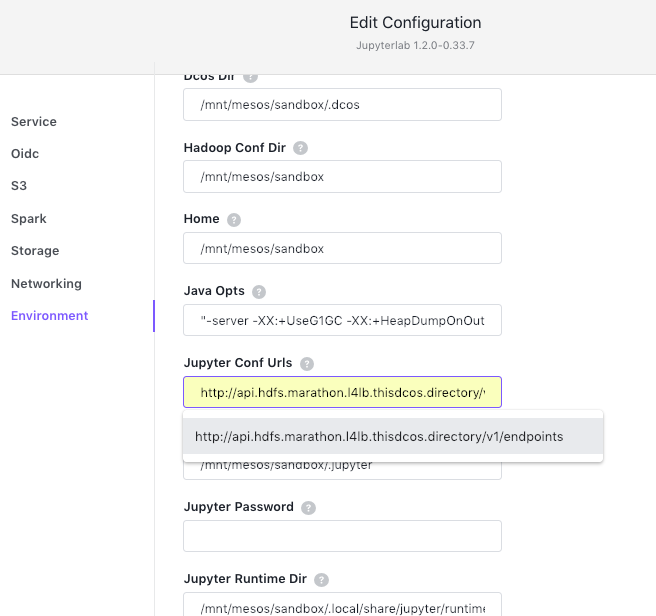 Edit Configuration
Jupyterlab 1.2.0-0.33.7
Service
Oidc
S3
Spark
Storage
Networking
Environment
Dcos Dir ?
/mnt/mesos/sandbox/.dcos
Hadoop Conf Dir ?
/mnt/mesos/sandbox
Home ?
/mnt/mesos/sandbox
Java Opts ?
"-server -XX:+UseG1GC -XX:+HeapDumpOnOut
Jupyter Conf Urls ?
http://api.hdfs.marathon.l4lb.thisdcos.directory/v
http://api.hdfs.marathon.l4lb.thisdcos.directory/v1/endpoints
/mnt/mesos/sandbox/.jupyter
Jupyter Password ?
Jupyter Runtime Dir ?
/mnt/mesos/sandbox/.local/share/jupyter/runtime